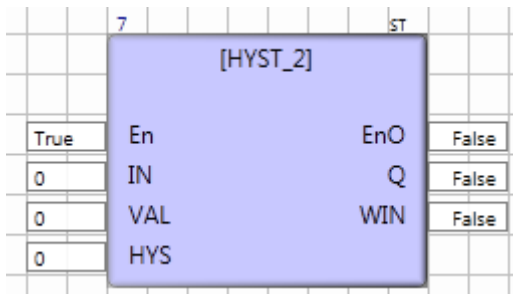 7 ST
[HYST_2]
True En EnO False
0 IN Q False
0 VAL WIN False
0 HYS